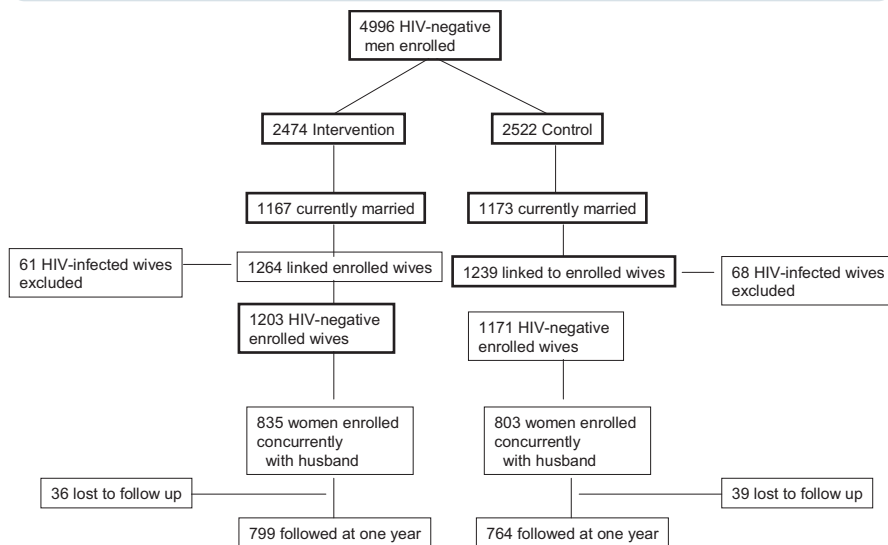 4996 HIV-negative
men enrolled
2474 Intervention
2522 Control
1167 currently married
1173 currently married
61 HIV-infected wives
excluded
1264 linked enrolled wives
1239 linked to enrolled wives
68 HIV-infected wives
excluded
1203 HIV-negative
enrolled wives
1171 HIV-negative
enrolled wives
835 women enrolled
concurrently
with husband
803 women enrolled
concurrently
with husband
36 lost to follow up
39 lost to follow up
799 followed at one year
764 followed at one year